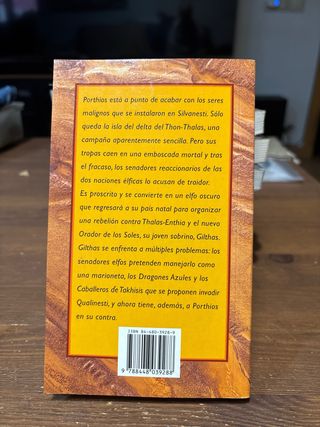 Porthios está a punto de acabar con los seres
malignos que se instalaron en Silvanesti. Sólo
queda la isla del delta del Thon-Thalas, una
campaña aparentemente sencilla. Pero sus
tropas caen en una emboscada mortal y tras
el fracaso, los senadores reaccionarios de las
dos naciones élficas lo acusan de traidor.
Es proscrito y se convierte en un elfo oscuro
que regresará a su país natal para organizar
una rebelión contra Thalas-Enthia y el nuevo
Orador de los Soles, su joven sobrino, Gilthas.
Gilthas se enfrenta a múltiples problemas: los
senadores elfos pretenden manejarlo como
una marioneta, los Dragones Azules y los
Caballeros de Takhisis que se proponen invadir
Qualinesti, y ahora tiene, además, a Porthios
en su contra.
ISBN 84-480-3928-9
9 788448 039288